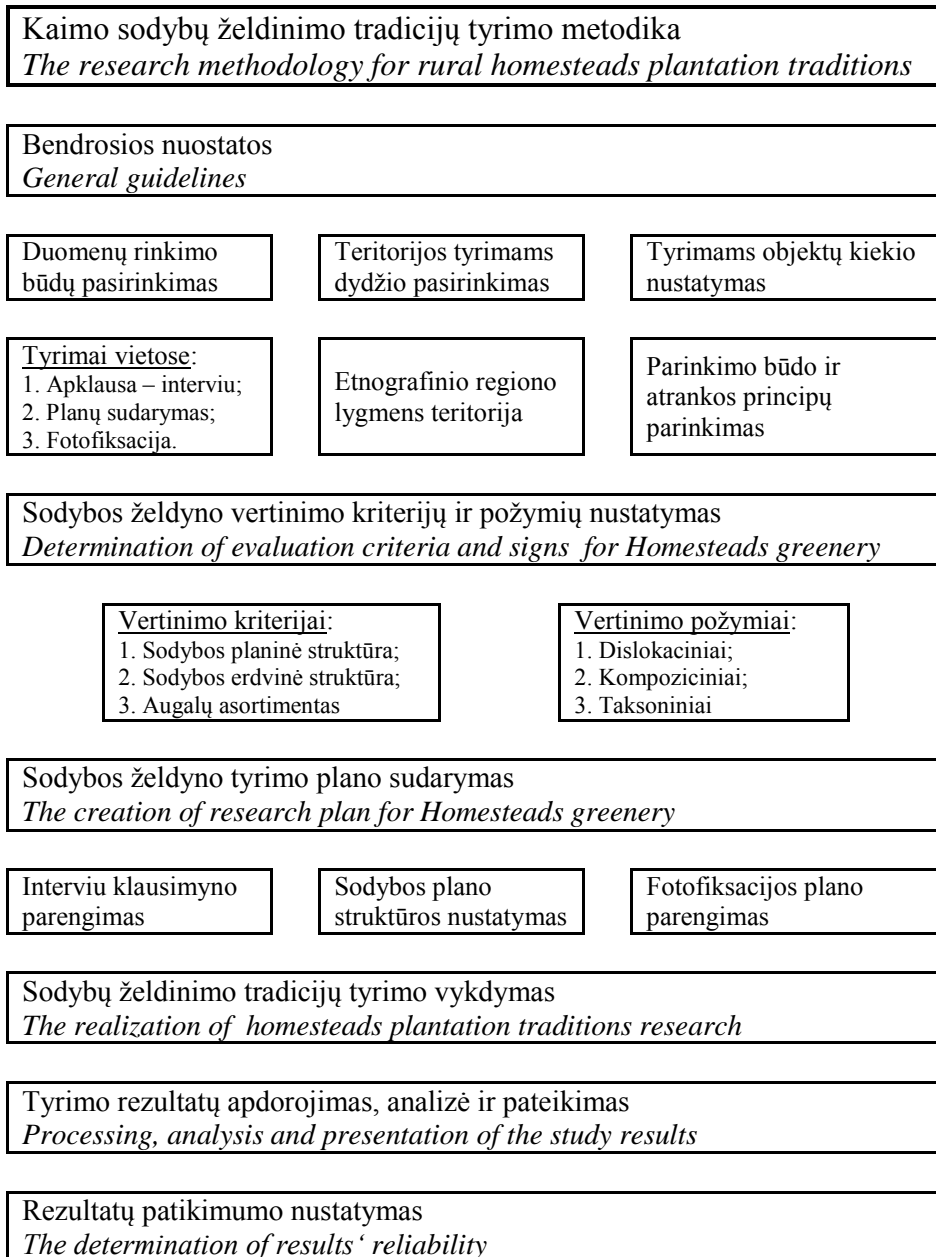 Kaimo sodybų želdinimo tradicijų tyrimo metodika
The research methodology for rural homesteads plantation traditions
Bendrosios nuostatos
General guidelines
Duomenų rinkimo
būdų pasirinkimas
Teritorijos tyrimams
dydžio pasirinkimas
Tyrimams objektų kiekio
nustatymas
Tyrimai vietose:
1. Apklausa – interviu;
2. Planų sudarymas;
3. Fotofiksacija.
Etnografinio regiono
lygmens teritorija
Parinkimo būdo ir
atrankos principų
parinkimas
Sodybos želdyno vertinimo kriterijų ir požymių nustatymas
Determination of evaluation criteria and signs for Homesteads greenery
Vertinimo kriterijai:
1. Sodybos planinė struktūra;
2. Sodybos erdvinė struktūra;
3. Augalų asortimentas
Vertinimo požymiai:
1. Dislokaciniai;
2. Kompoziciniai;
3. Taksoniniai
Sodybos želdyno tyrimo plano sudarymas
The creation of research plan for Homesteads greenery
Interviu klausimyno
parengimas
Sodybos plano
struktūros nustatymas
Fotofiksacijos plano
parengimas
Sodybų želdinimo tradicijų tyrimo vykdymas
The realization of homesteads plantation traditions research
Tyrimo rezultatų apdorojimas, analizė ir pateikimas
Processing, analysis and presentation of the study results
Rezultatų patikimumo nustatymas
The determination of results‘ reliability